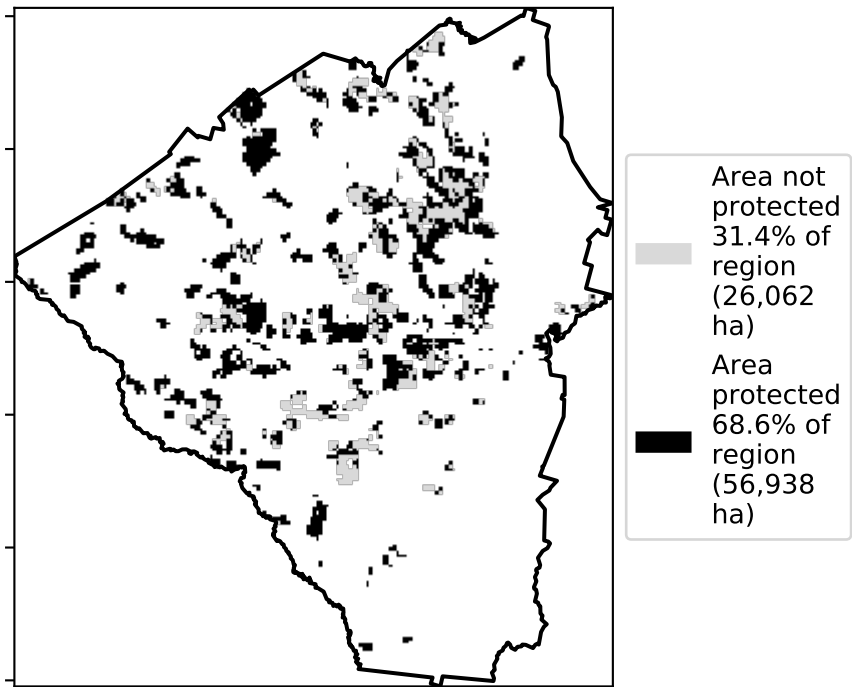 Area not
protected
31.4% of
region
(26,062
ha)
Area
protected
68.6% of
region
(56,938
ha)